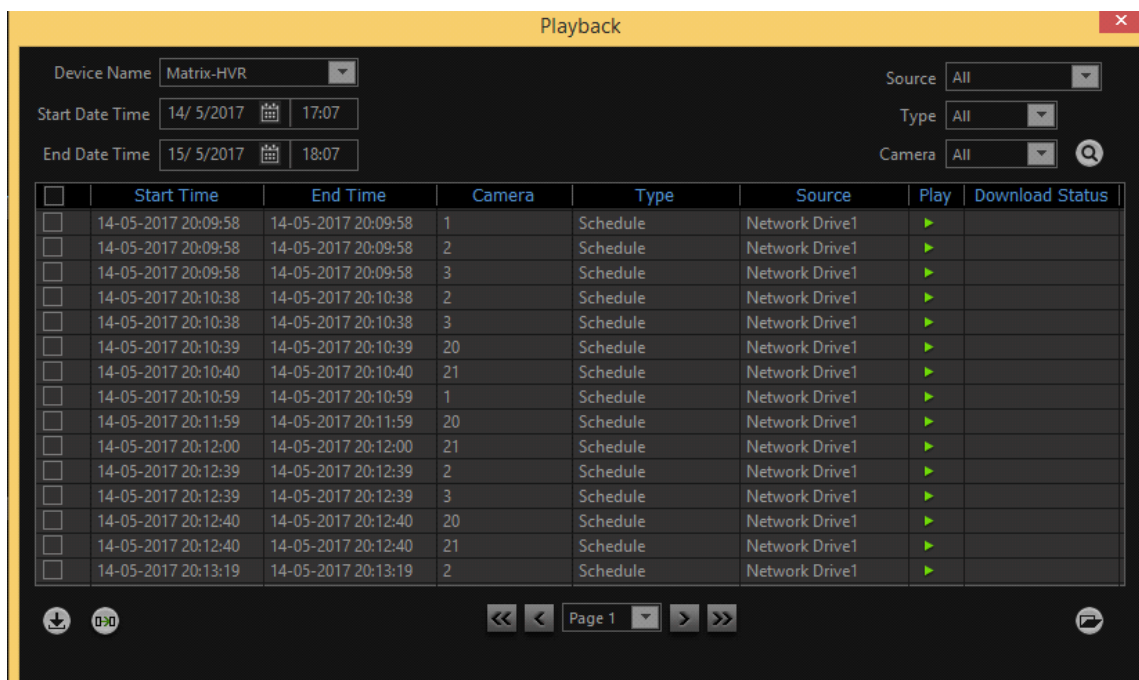 Playback
Device Name Matrix-HVR Source All
Start Date Time 14/ 5/2017 17:07 Type All
End Date Time 15/ 5/2017 18:07 Camera All
Start Time End Time Camera Type Source Play Download Status
14-05-2017 20:09:58 14-05-2017 20:09:58 1 Schedule Network Drive1
14-05-2017 20:09:58 14-05-2017 20:09:58 2 Schedule Network Drive1
14-05-2017 20:09:58 14-05-2017 20:09:58 3 Schedule Network Drive1
14-05-2017 20:10:38 14-05-2017 20:10:38 2 Schedule Network Drive1
14-05-2017 20:10:38 14-05-2017 20:10:38 3 Schedule Network Drive1
14-05-2017 20:10:39 14-05-2017 20:10:39 20 Schedule Network Drive1
14-05-2017 20:10:40 14-05-2017 20:10:40 21 Schedule Network Drive1
14-05-2017 20:10:59 14-05-2017 20:10:59 1 Schedule Network Drive1
14-05-2017 20:11:59 14-05-2017 20:11:59 20 Schedule Network Drive1
14-05-2017 20:12:00 14-05-2017 20:12:00 21 Schedule Network Drive1
14-05-2017 20:12:39 14-05-2017 20:12:39 2 Schedule Network Drive1
14-05-2017 20:12:39 14-05-2017 20:12:39 3 Schedule Network Drive1
14-05-2017 20:12:40 14-05-2017 20:12:40 20 Schedule Network Drive1
14-05-2017 20:12:40 14-05-2017 20:12:40 21 Schedule Network Drive1
14-05-2017 20:13:19 14-05-2017 20:13:19 2 Schedule Network Drive1
Page 1